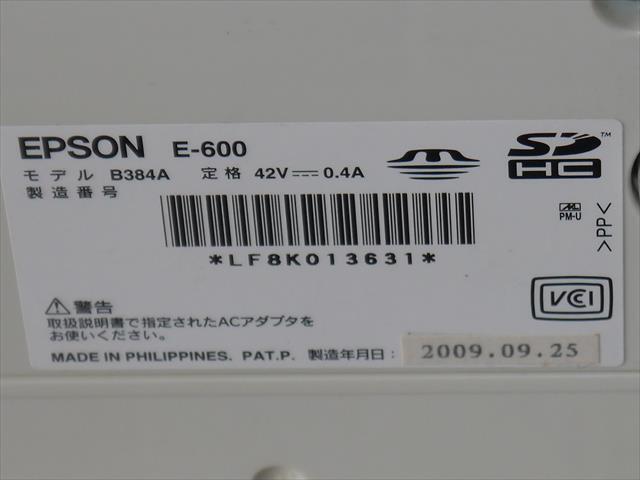 EPSON E-600
モデル B384A 定格 42V⎓0.4A
製造番号
*LF8K013631*
SD™
HC
PM-U
>PP<
警告
取扱説明書で指定されたACアダプタを
お使いください。
VCCI
MADE IN PHILIPPINES. PAT.P. 製造年月日: 2009.09.25